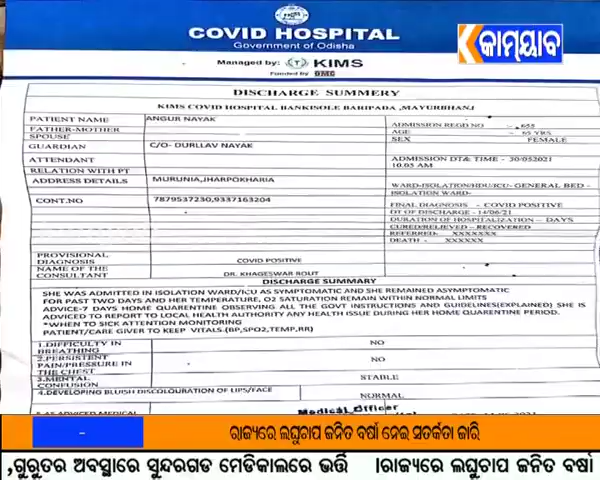 COVID HOSPITAL
Government of Odisha
Managed by: KIMS
Funded by OMC
କାମ୍ୟାବ
DISCHARGE SUMMERY
KIMS COVID HOSPITAL BANKISOLE BARIPADA ,MAYURBHANJ
PATIENT NAME ANGUR NAYAK ADMISSION REGD NO :- 655
FATHER-MOTHER AGE - 65 YRS
SPOUSE SEX FEMALE
GUARDIAN C/O- DURLLAV NAYAK
ATTENDANT ADMISSION DT& TIME - 30/052021
RELATION WITH PT 10.05 AM
ADDRESS DETAILS MURUNIA,JHARPOKHARIA WARD-ISOLATION/HDU/ICU- GENERAL BED -
ISOLATION WARD-
CONT.NO 7879537230,9337163204 FINAL DIAGNOSIS - COVID POSITIVE
DT OF DISCHARGE - 14/06/21
DURATION OF HOSPITALIZATION - DAYS
CURED/RELIEVED - RECOVERED
REFERRED- XXXXXXX
DEATH - XXXXXX
PROVISIONAL
DIAGNOSIS COVID POSITIVE
NAME OF THE
CONSULTANT DR. KHAGESWAR ROUT
DISCHARGE SUMMARY
SHE WAS ADMITTED IN ISOLATION WARD/ICU AS SYMPTOMATIC AND SHE REMAINED ASYMPTOMATIC
FOR PAST TWO DAYS AND HER TEMPERATURE, O2 SATURATION REMAIN WITHIN NORMAL LIMITS
ADVICE-7 DAYS HOME QUARENTINE OBSERVING ALL THE GOVT INSTRUCTIONS AND GUIDELINES(EXPLAINED) SHE IS
ADVICED TO REPORT TO LOCAL HEALTH AUTHORITY ANY HEALTH ISSUE DURING HER HOME QUARENTINE PERIOD.
*WHEN TO SICK ATTENTION MONITORING
PATIENT/CARE GIVER TO KEEP VITALS.(BP,SPO2,TEMP,RR)
1.DIFFICULTY IN
BREATHING NO
2.PERSISTENT
PAIN/PRESSURE IN
THE CHEST. NO
3.MENTAL
CONFUSION STABLE
4.DEVELOPING BLUISH DISCOLOURATION OF LIPS/FACE NORMAL
5.AS ADVICED MEDICAL Medical Officer
ରାଜ୍ୟରେ ଲଘୁଚାପ ଜନିତ ବର୍ଷା ନେଇ ସତର୍କତା ଜାରି
,ଗୁରୁତର ଅବସ୍ଥାରେ ସୁନ୍ଦରଗଡ ମେଡିକାଲରେ ଭର୍ତ୍ତି ।ରାଜ୍ୟରେ ଲଘୁଚାପ ଜନିତ ବର୍ଷା